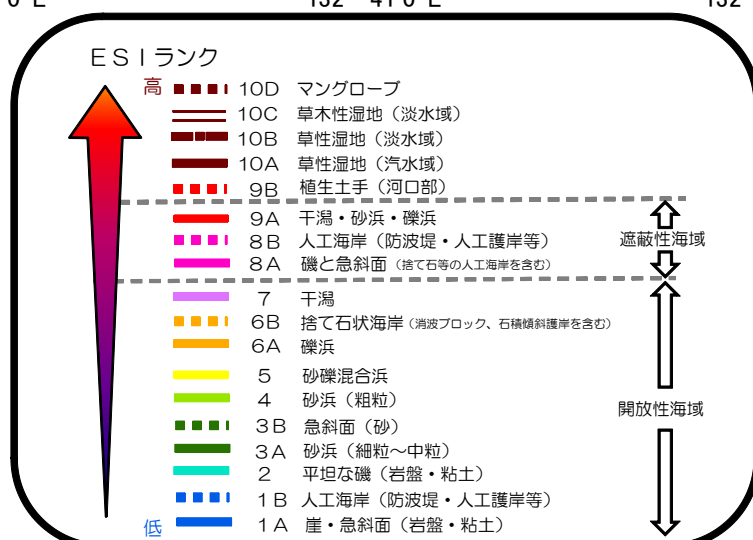 132° 41'0"E
132
ＥＳＩランク
高 10D マングローブ
10C 草木性湿地（淡水域）
10B 草性湿地（淡水域）
10A 草性湿地（汽水域）
9B 植生土手（河口部）
9A 干潟・砂浜・礫浜
8B 人工海岸（防波堤・人工護岸等）
遮蔽性海域
8A 磯と急斜面（捨て石等の人工海岸を含む）
7 干潟
6B 捨て石状海岸（消波ブロック、石積傾斜護岸を含む）
6A 礫浜
5 砂礫混合浜
4 砂浜（粗粒）
開放性海域
3B 急斜面（砂）
3A 砂浜（細粒～中粒）
2 平坦な磯（岩盤・粘土）
1B 人工海岸（防波堤・人工護岸等）
低 1A 崖・急斜面（岩盤・粘土）